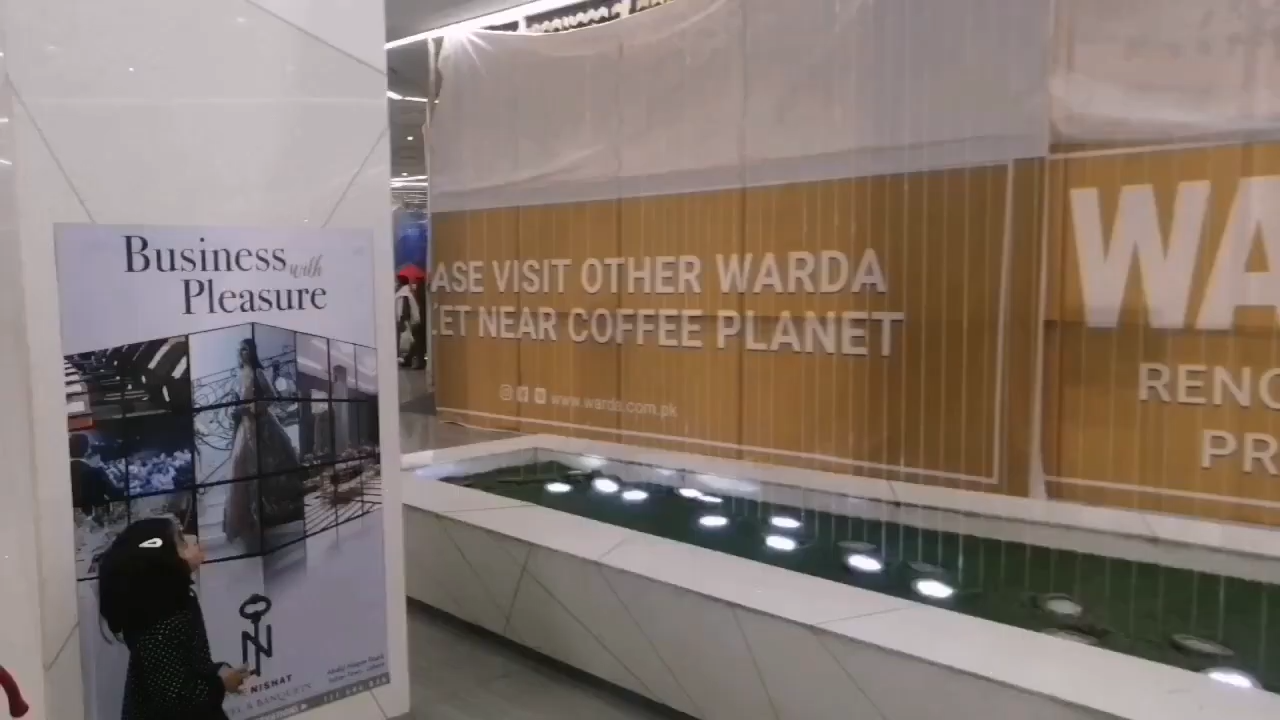 Business with
Pleasure
NISNAT
ASE VISIT OTHER WARDA
ET NEAR COFFEE PLANET
www.warda.com.pk
WA
RENO
PR